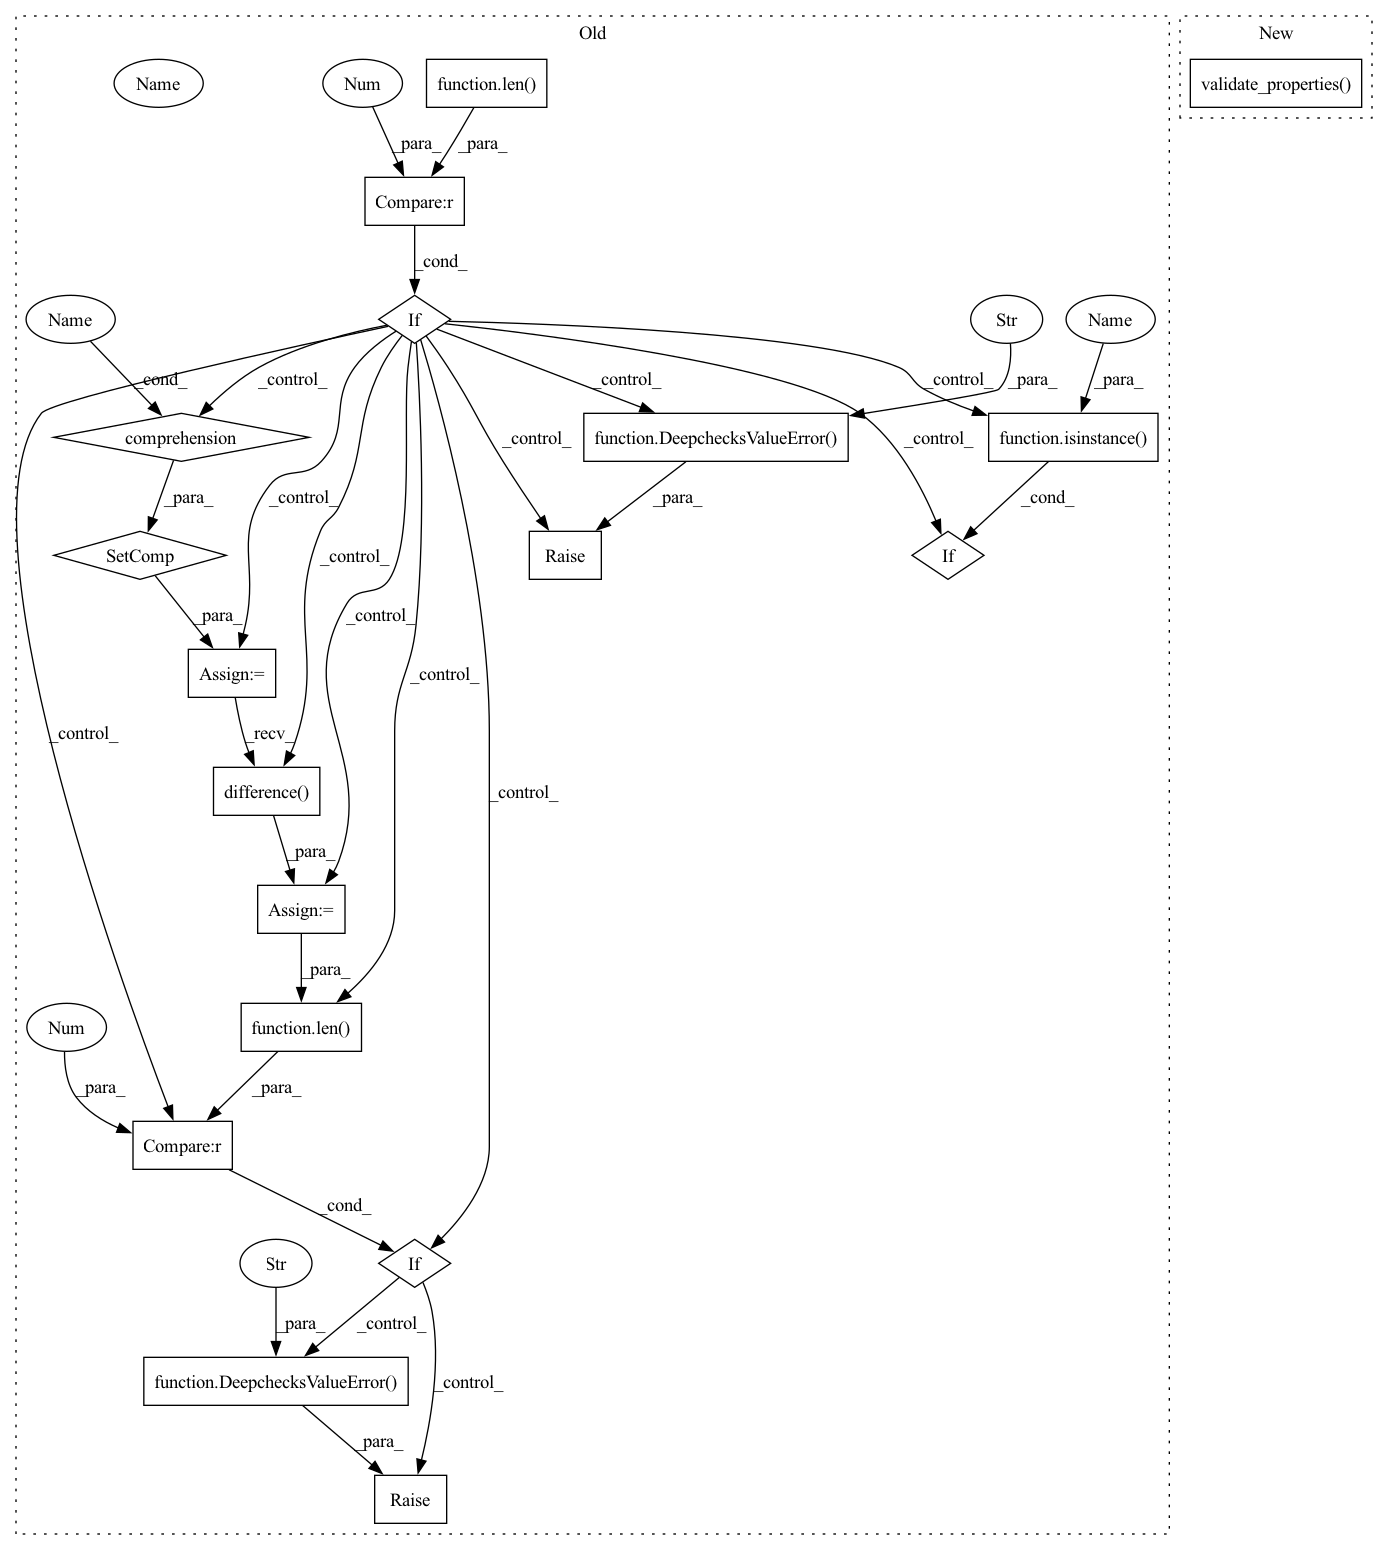 Old
New
Name
Num
function.len()
validate_properties()
_para_
_para_
Compare:r
_cond_
Name
If
Str
Name
_cond_
_control_
_control_
_control_
_para_
_para_
comprehension
function.DeepchecksValueError()
function.isinstance()
_para_
_control_
_control_
_para_
_control_
_cond_
SetComp
_control_
Raise
If
_para_
_control_
Assign:=
_control_
_control_
_recv_
difference()
_control_
_para_
Assign:=
_para_
Num
function.len()
_para_
_para_
Compare:r
_cond_
Str
If
_para_
_control_
function.DeepchecksValueError()
_control_
_para_
Raise